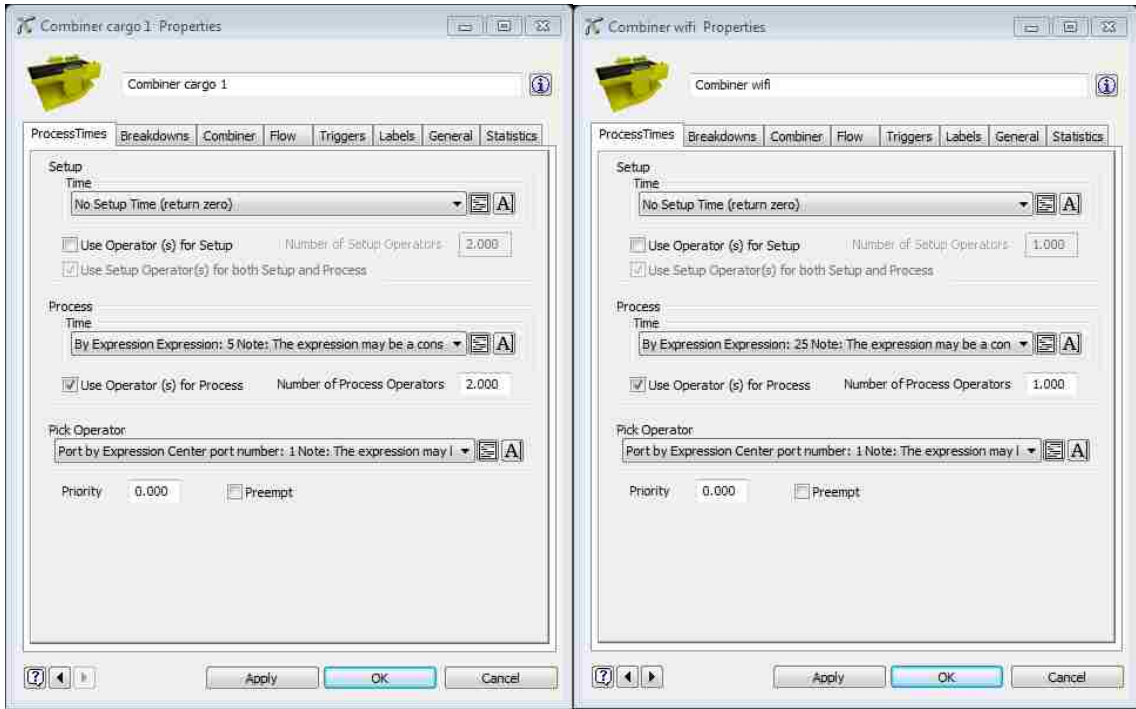 Combiner cargo 1 Properties
Combiner cargo 1
ProcessTimes Breakdowns Combiner Flow Triggers Labels General Statistics
Setup
Time
No Setup Time (return zero) A
Use Operator (s) for Setup Number of Setup Operators 2.000
Use Setup Operator(s) for both Setup and Process
Process
Time
By Expression Expression: 5 Note: The expression may be a cons A
Use Operator (s) for Process Number of Process Operators 2.000
Pick Operator
Port by Expression Center port number: 1 Note: The expression may l A
Priority 0.000 Preempt
? Apply OK Cancel
Combiner wifi Properties
Combiner wifi
ProcessTimes Breakdowns Combiner Flow Triggers Labels General Statistics
Setup
Time
No Setup Time (return zero) A
Use Operator (s) for Setup Number of Setup Operators 1.000
Use Setup Operator(s) for both Setup and Process
Process
Time
By Expression Expression: 25 Note: The expression may be a con A
Use Operator (s) for Process Number of Process Operators 1.000
Pick Operator
Port by Expression Center port number: 1 Note: The expression may l A
Priority 0.000 Preempt
? Apply OK Cancel